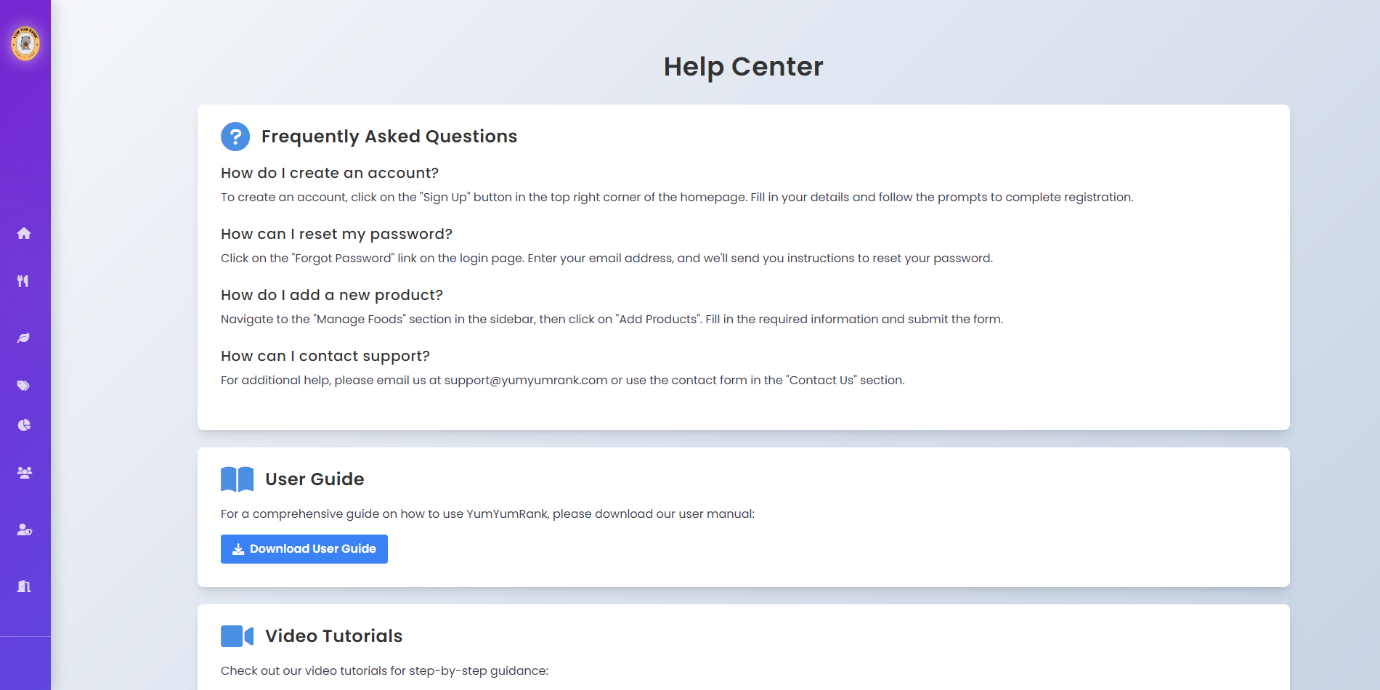 Help Center
Frequently Asked Questions
How do I create an account?
To create an account, click on the "Sign Up" button in the top right corner of the homepage. Fill in your details and follow the prompts to complete registration.
How can I reset my password?
Click on the "Forgot Password" link on the login page. Enter your email address, and we'll send you instructions to reset your password.
How do I add a new product?
Navigate to the "Manage Foods" section in the sidebar, then click on "Add Products". Fill in the required information and submit the form.
How can I contact support?
For additional help, please email us at support@yumyumrank.com or use the contact form in the "Contact Us" section.
User Guide
For a comprehensive guide on how to use YumYumRank, please download our user manual:
Download User Guide
Video Tutorials
Check out our video tutorials for step-by-step guidance: